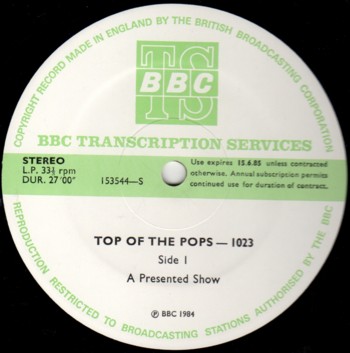 COPYRIGHT RECORD MADE IN ENGLAND BY THE BRITISH BROADCASTING CORPORATION
TS
BBC
BBC TRANSCRIPTION SERVICES
STEREO
L.P. 33⅓ rpm
DUR. 27'00"
153544—S
Use expires 15.6.85 unless contracted
otherwise. Annual subscription permits
continued use for duration of contract.
TOP OF THE POPS — 1023
Side 1
A Presented Show
℗ BBC 1984
REPRODUCTION RESTRICTED TO BROADCASTING STATIONS AUTHORISED BY THE BBC